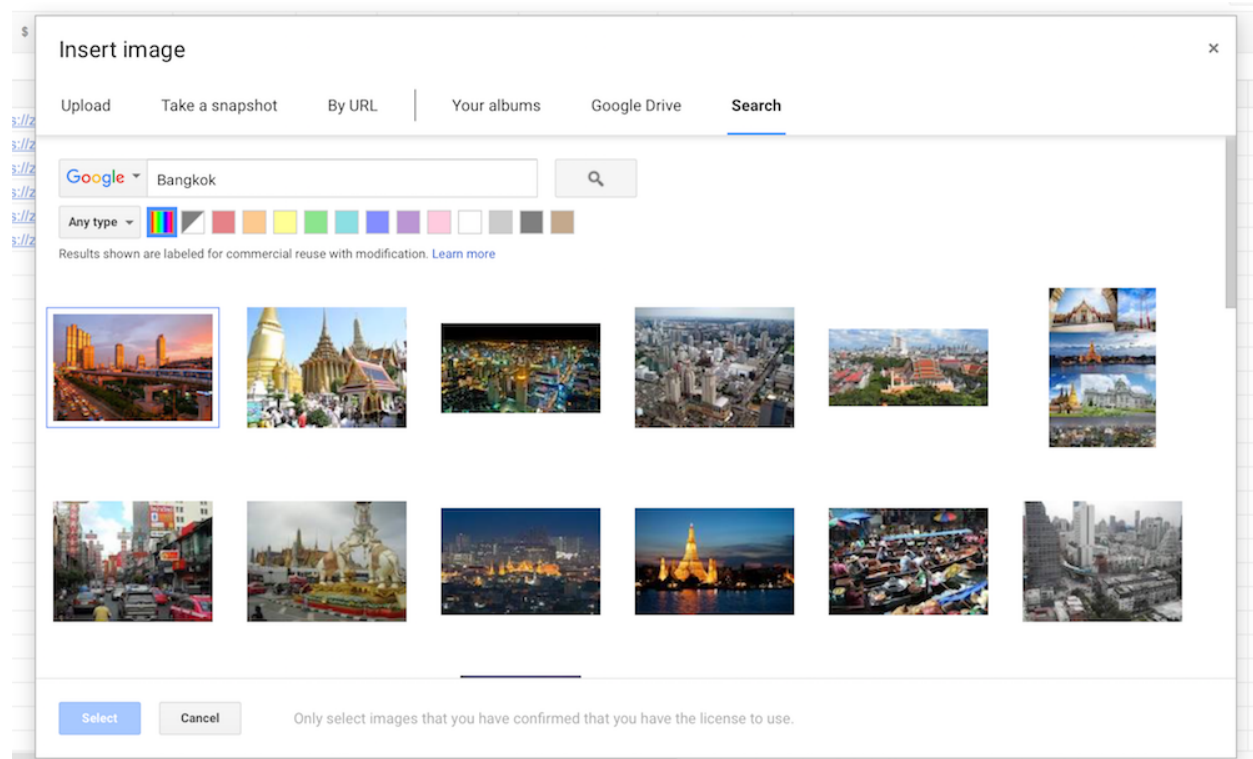 $
Insert image
×
Upload Take a snapshot By URL Your albums Google Drive Search
s://z
s://z
s://z
s://z
s://z
s://z
Google Bangkok
Any type
Results shown are labeled for commercial reuse with modification. Learn more
Select Cancel Only select images that you have confirmed that you have the license to use.